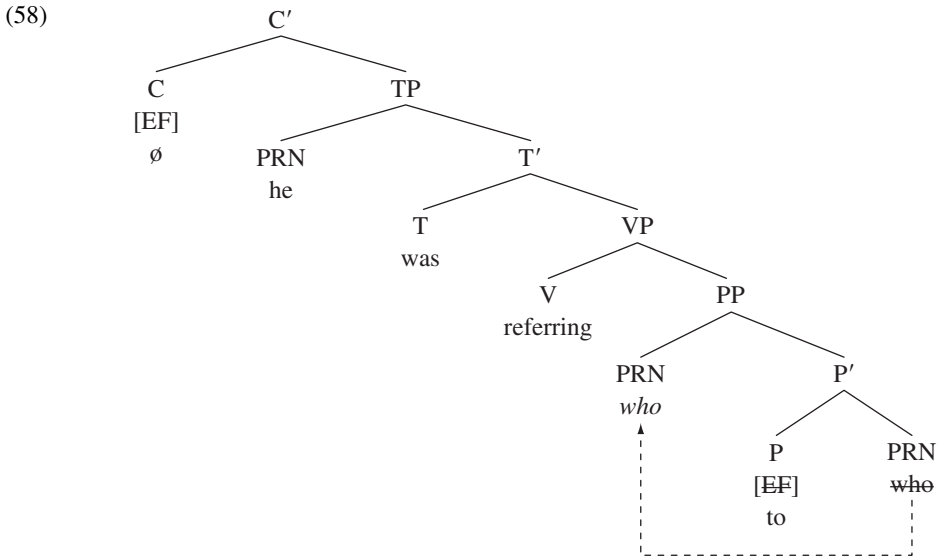 (58)
C′
C TP
[EF]
ø PRN T′
he
T VP
was
V PP
referring
PRN P′
who
P PRN
[EF] who
to